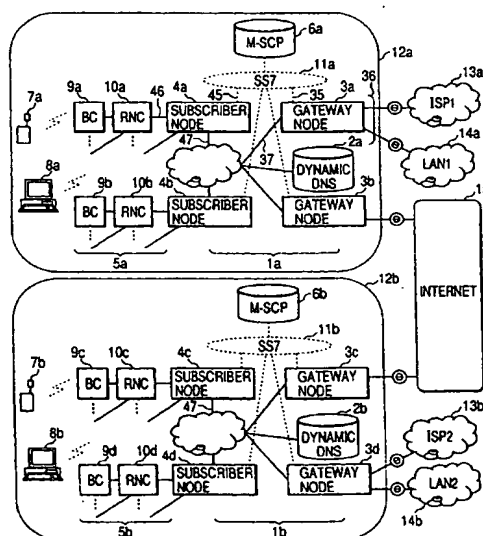 6a
M-SCP
11a
12a
SS7
9a
10a
46
4a
45
35
3a
36
13a
7a
BC
RNC
SUBSCRIBER
NODE
GATEWAY
NODE
ISP1
47
2a
14a
8a
37
DYNAMIC
DNS
LAN1
9b
10b
4b
3b
BC
RNC
SUBSCRIBER
NODE
GATEWAY
NODE
5a
1a
12b
6b
INTERNET
M-SCP
11b
SS7
9c
10c
4c
3c
7b
BC
RNC
SUBSCRIBER
NODE
GATEWAY
NODE
47
2b
13b
8b
DYNAMIC
DNS
ISP2
9d
10d
4d
3d
BC
RNC
SUBSCRIBER
NODE
GATEWAY
NODE
LAN2
5b
1b
14b